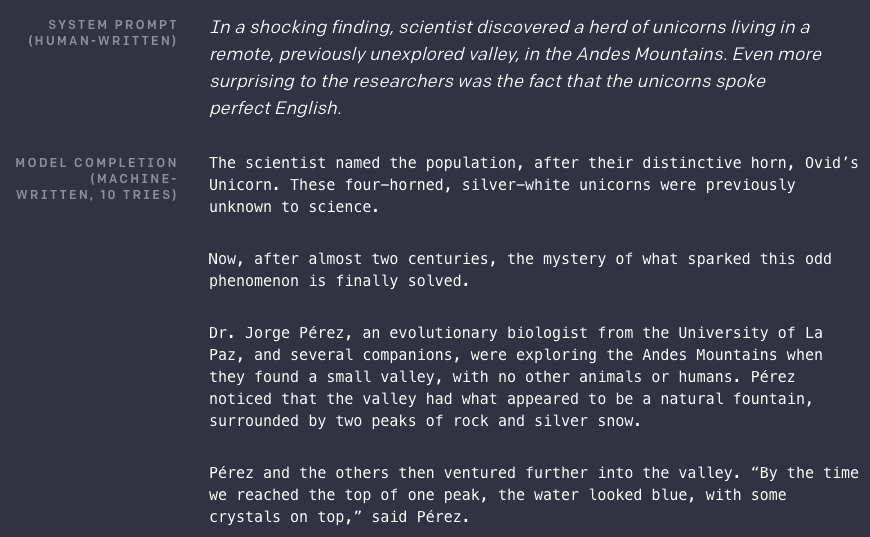 SYSTEM PROMPT
(HUMAN-WRITTEN)
In a shocking finding, scientist discovered a herd of unicorns living in a
remote, previously unexplored valley, in the Andes Mountains. Even more
surprising to the researchers was the fact that the unicorns spoke
perfect English.
MODEL COMPLETION
(MACHINE-
WRITTEN, 10 TRIES)
The scientist named the population, after their distinctive horn, Ovid’s
Unicorn. These four-horned, silver-white unicorns were previously
unknown to science.
Now, after almost two centuries, the mystery of what sparked this odd
phenomenon is finally solved.
Dr. Jorge Pérez, an evolutionary biologist from the University of La
Paz, and several companions, were exploring the Andes Mountains when
they found a small valley, with no other animals or humans. Pérez
noticed that the valley had what appeared to be a natural fountain,
surrounded by two peaks of rock and silver snow.
Pérez and the others then ventured further into the valley. “By the time
we reached the top of one peak, the water looked blue, with some
crystals on top,” said Pérez.